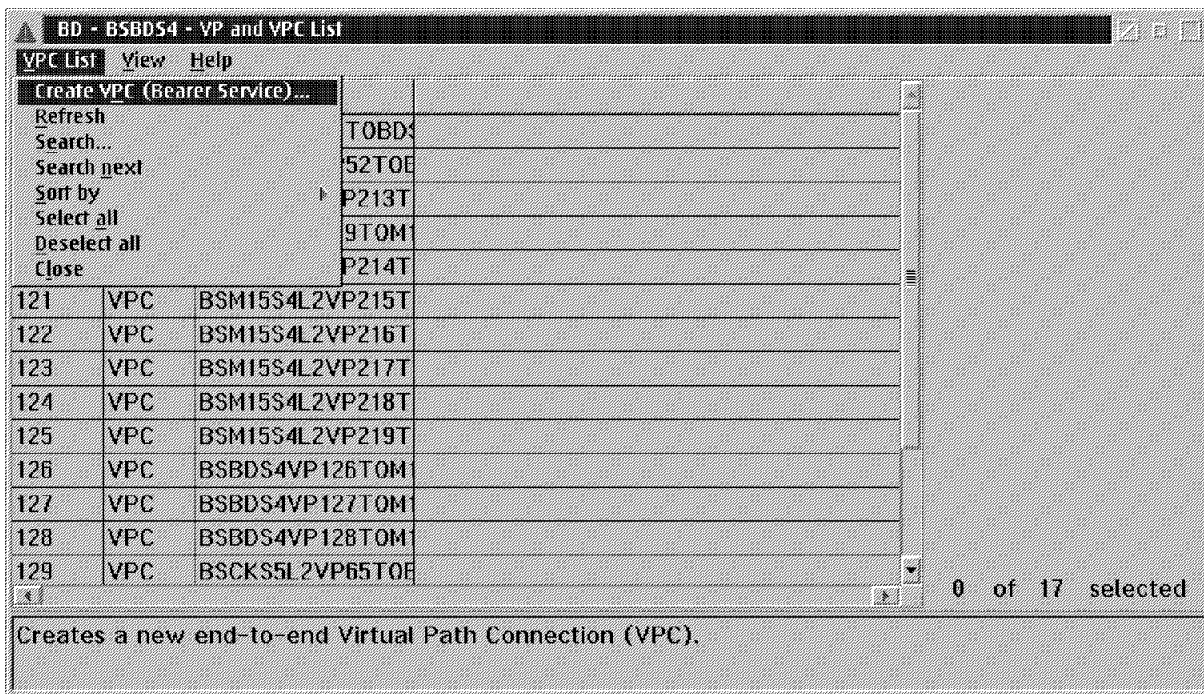 BD - BSBDS4 - VP and VPC List
VPC List View Help
Create VPC (Bearer Service)...
Refresh
Search...
Search next
Sort by
Select all
Deselect all
Close
TOBDS
52TOB
P213T
9TOM1
P214T
121 VPC BSM15S4L2VP215T
122 VPC BSM15S4L2VP216T
123 VPC BSM15S4L2VP217T
124 VPC BSM15S4L2VP218T
125 VPC BSM15S4L2VP219T
126 VPC BSBDS4VP126TOM1
127 VPC BSBDS4VP127TOM1
128 VPC BSBDS4VP128TOM1
129 VPC BSCKS5L2VP65TOB
0 of 17 selected
Creates a new end-to-end Virtual Path Connection (VPC).